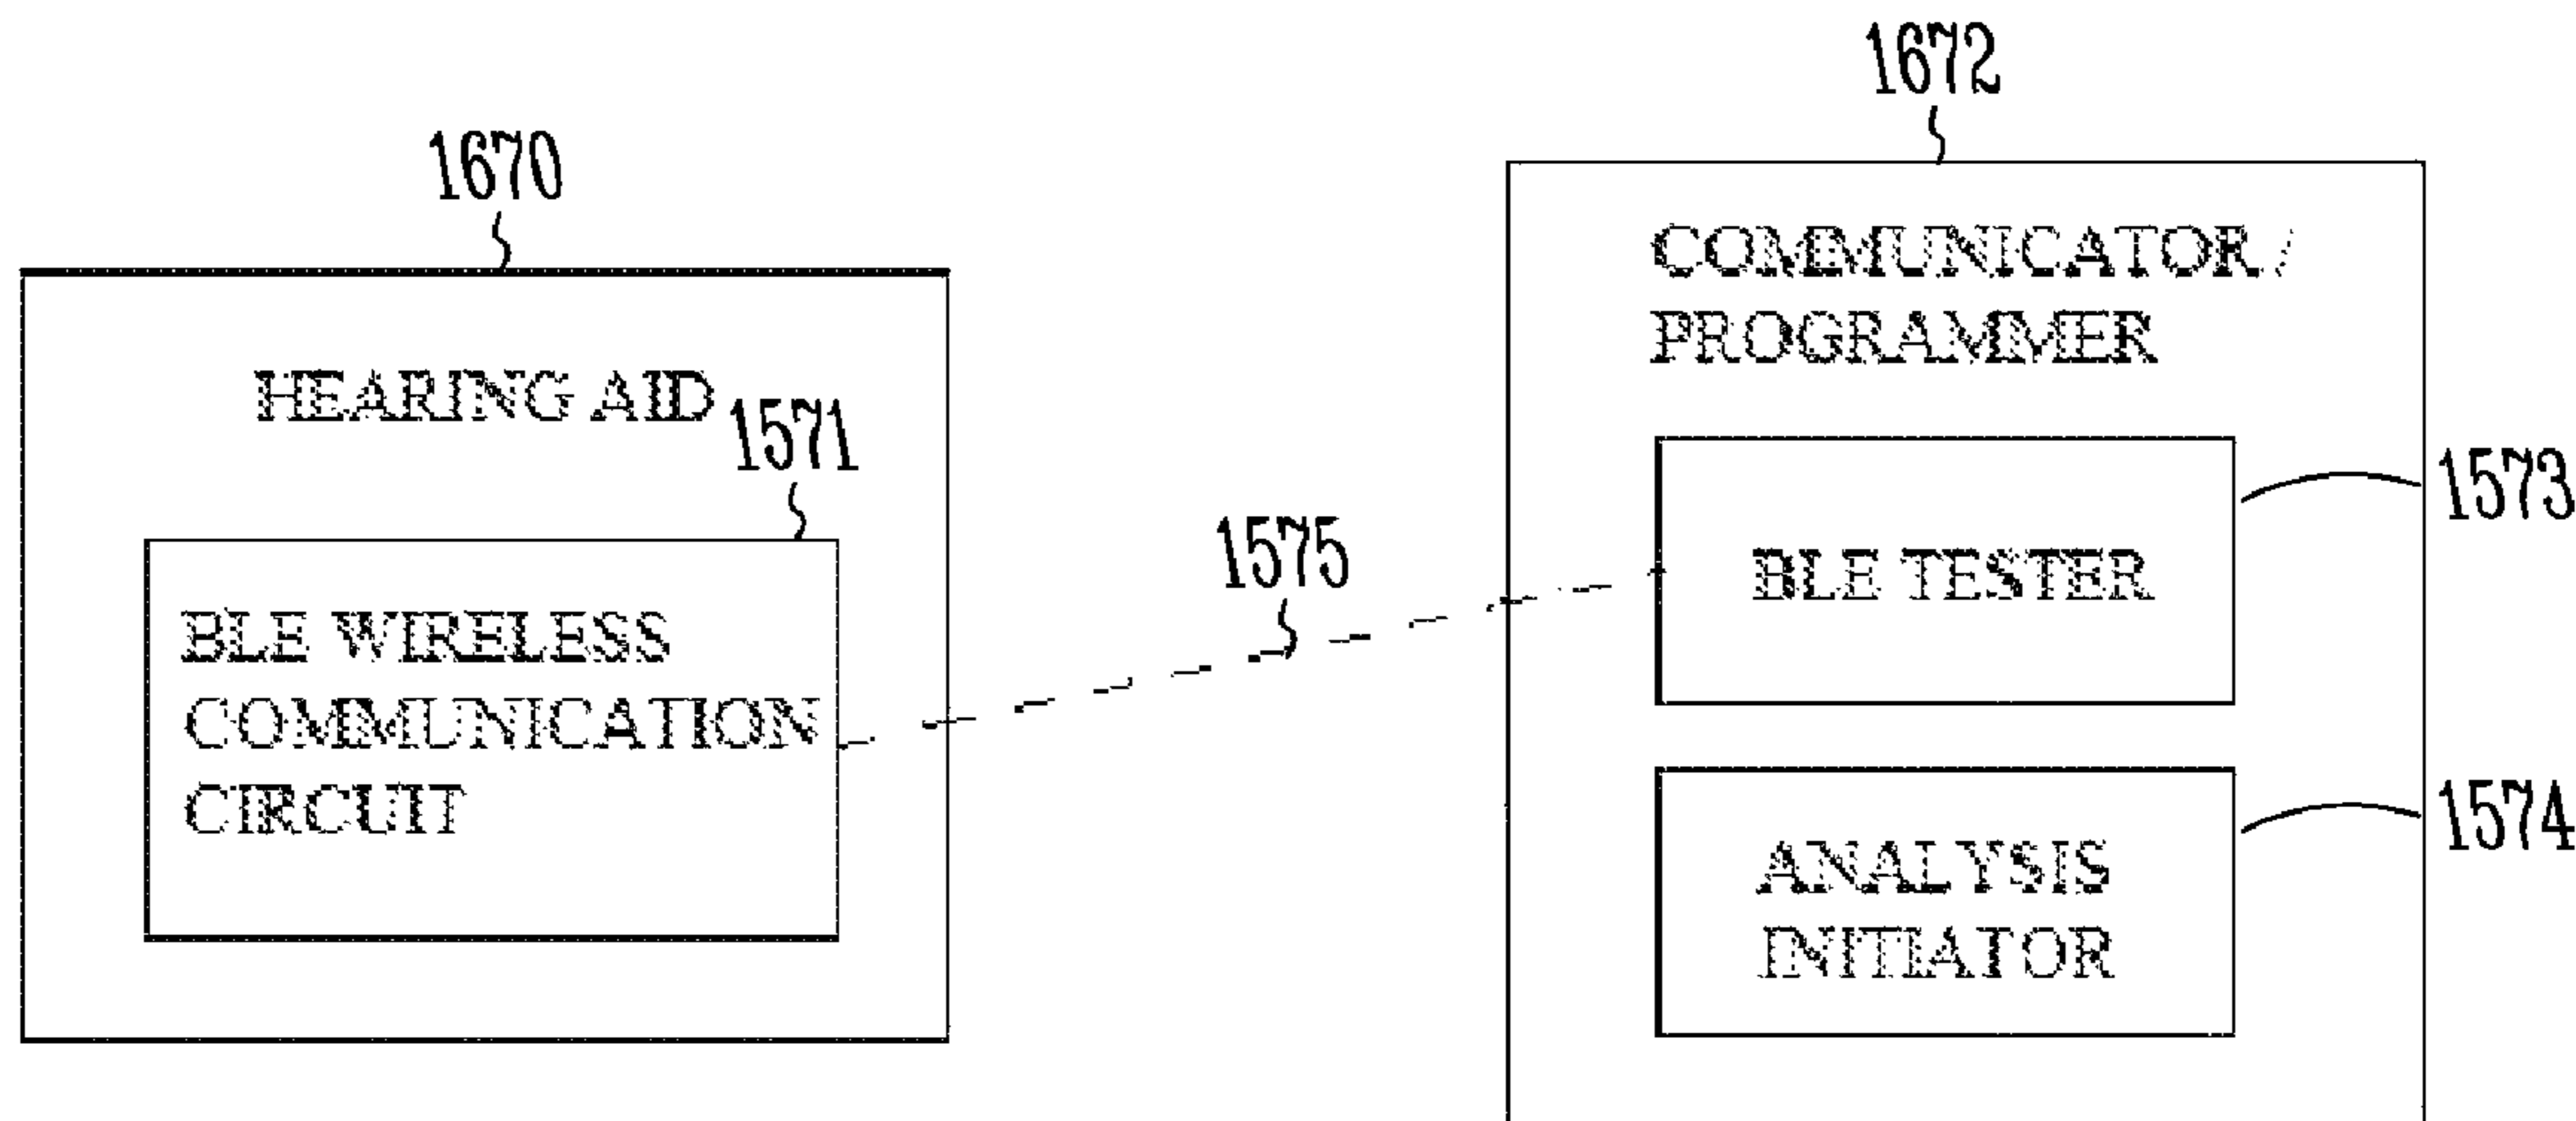 1672
1670
COMMUNICATOR /
PROGRAMMER
HEARING AID
1571
1573
1575
BLE TESTER
BLE WIRELESS
COMMUNICATION
CIRCUIT
1574
ANALYSIS
INITIATOR